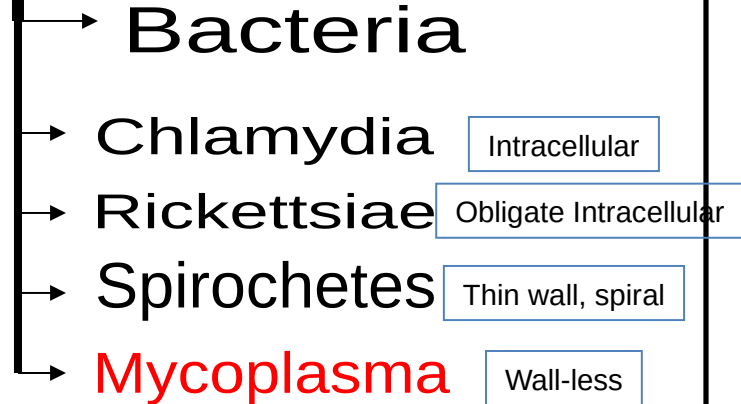 Bacteria
Chlamydia Intracellular
Rickettsiae Obligate Intracellular
Spirochetes Thin wall, spiral
Mycoplasma Wall-less